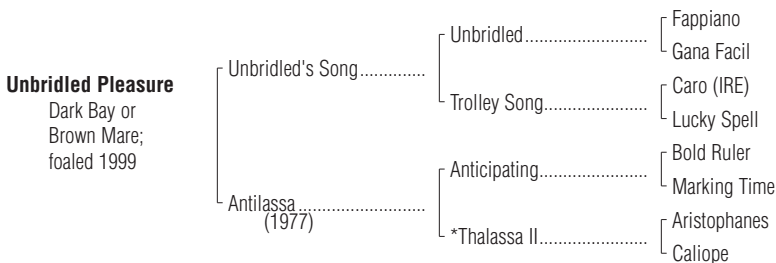 Unbridled Pleasure
Dark Bay or
Brown Mare;
foaled 1999
Unbridled's Song..............
Antilassa...........................
(1977)
Unbridled..........................
Trolley Song......................
Anticipating.......................
*Thalassa II.......................
Fappiano
Gana Facil
Caro (IRE)
Lucky Spell
Bold Ruler
Marking Time
Aristophanes
Caliope